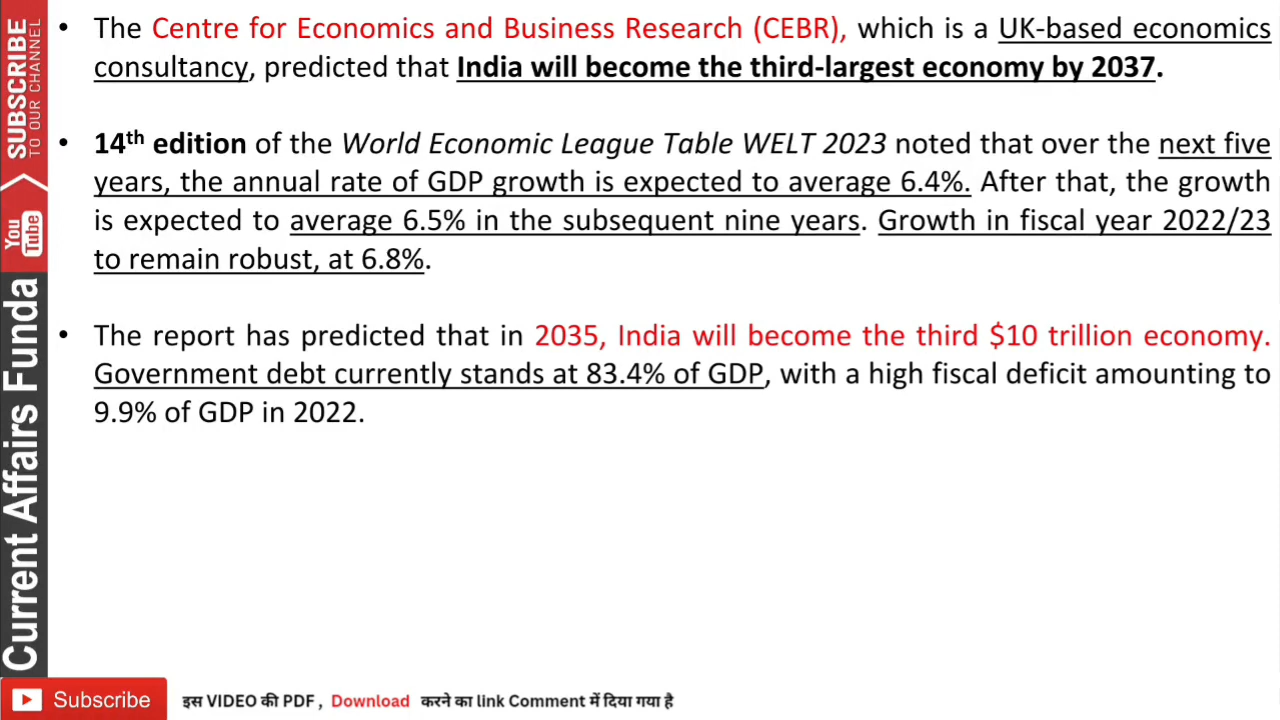 • The Centre for Economics and Business Research (CEBR), which is a UK-based economics
consultancy, predicted that India will become the third-largest economy by 2037.
• 14th edition of the World Economic League Table WELT 2023 noted that over the next five
years, the annual rate of GDP growth is expected to average 6.4%. After that, the growth
is expected to average 6.5% in the subsequent nine years. Growth in fiscal year 2022/23
to remain robust, at 6.8%.
• The report has predicted that in 2035, India will become the third $10 trillion economy.
Government debt currently stands at 83.4% of GDP, with a high fiscal deficit amounting to
9.9% of GDP in 2022.
SUBSCRIBE
TO OUR CHANNEL
You
Tube
Current Affairs Funda
Subscribe
इस VIDEO की PDF , Download करने का link Comment में दिया गया है